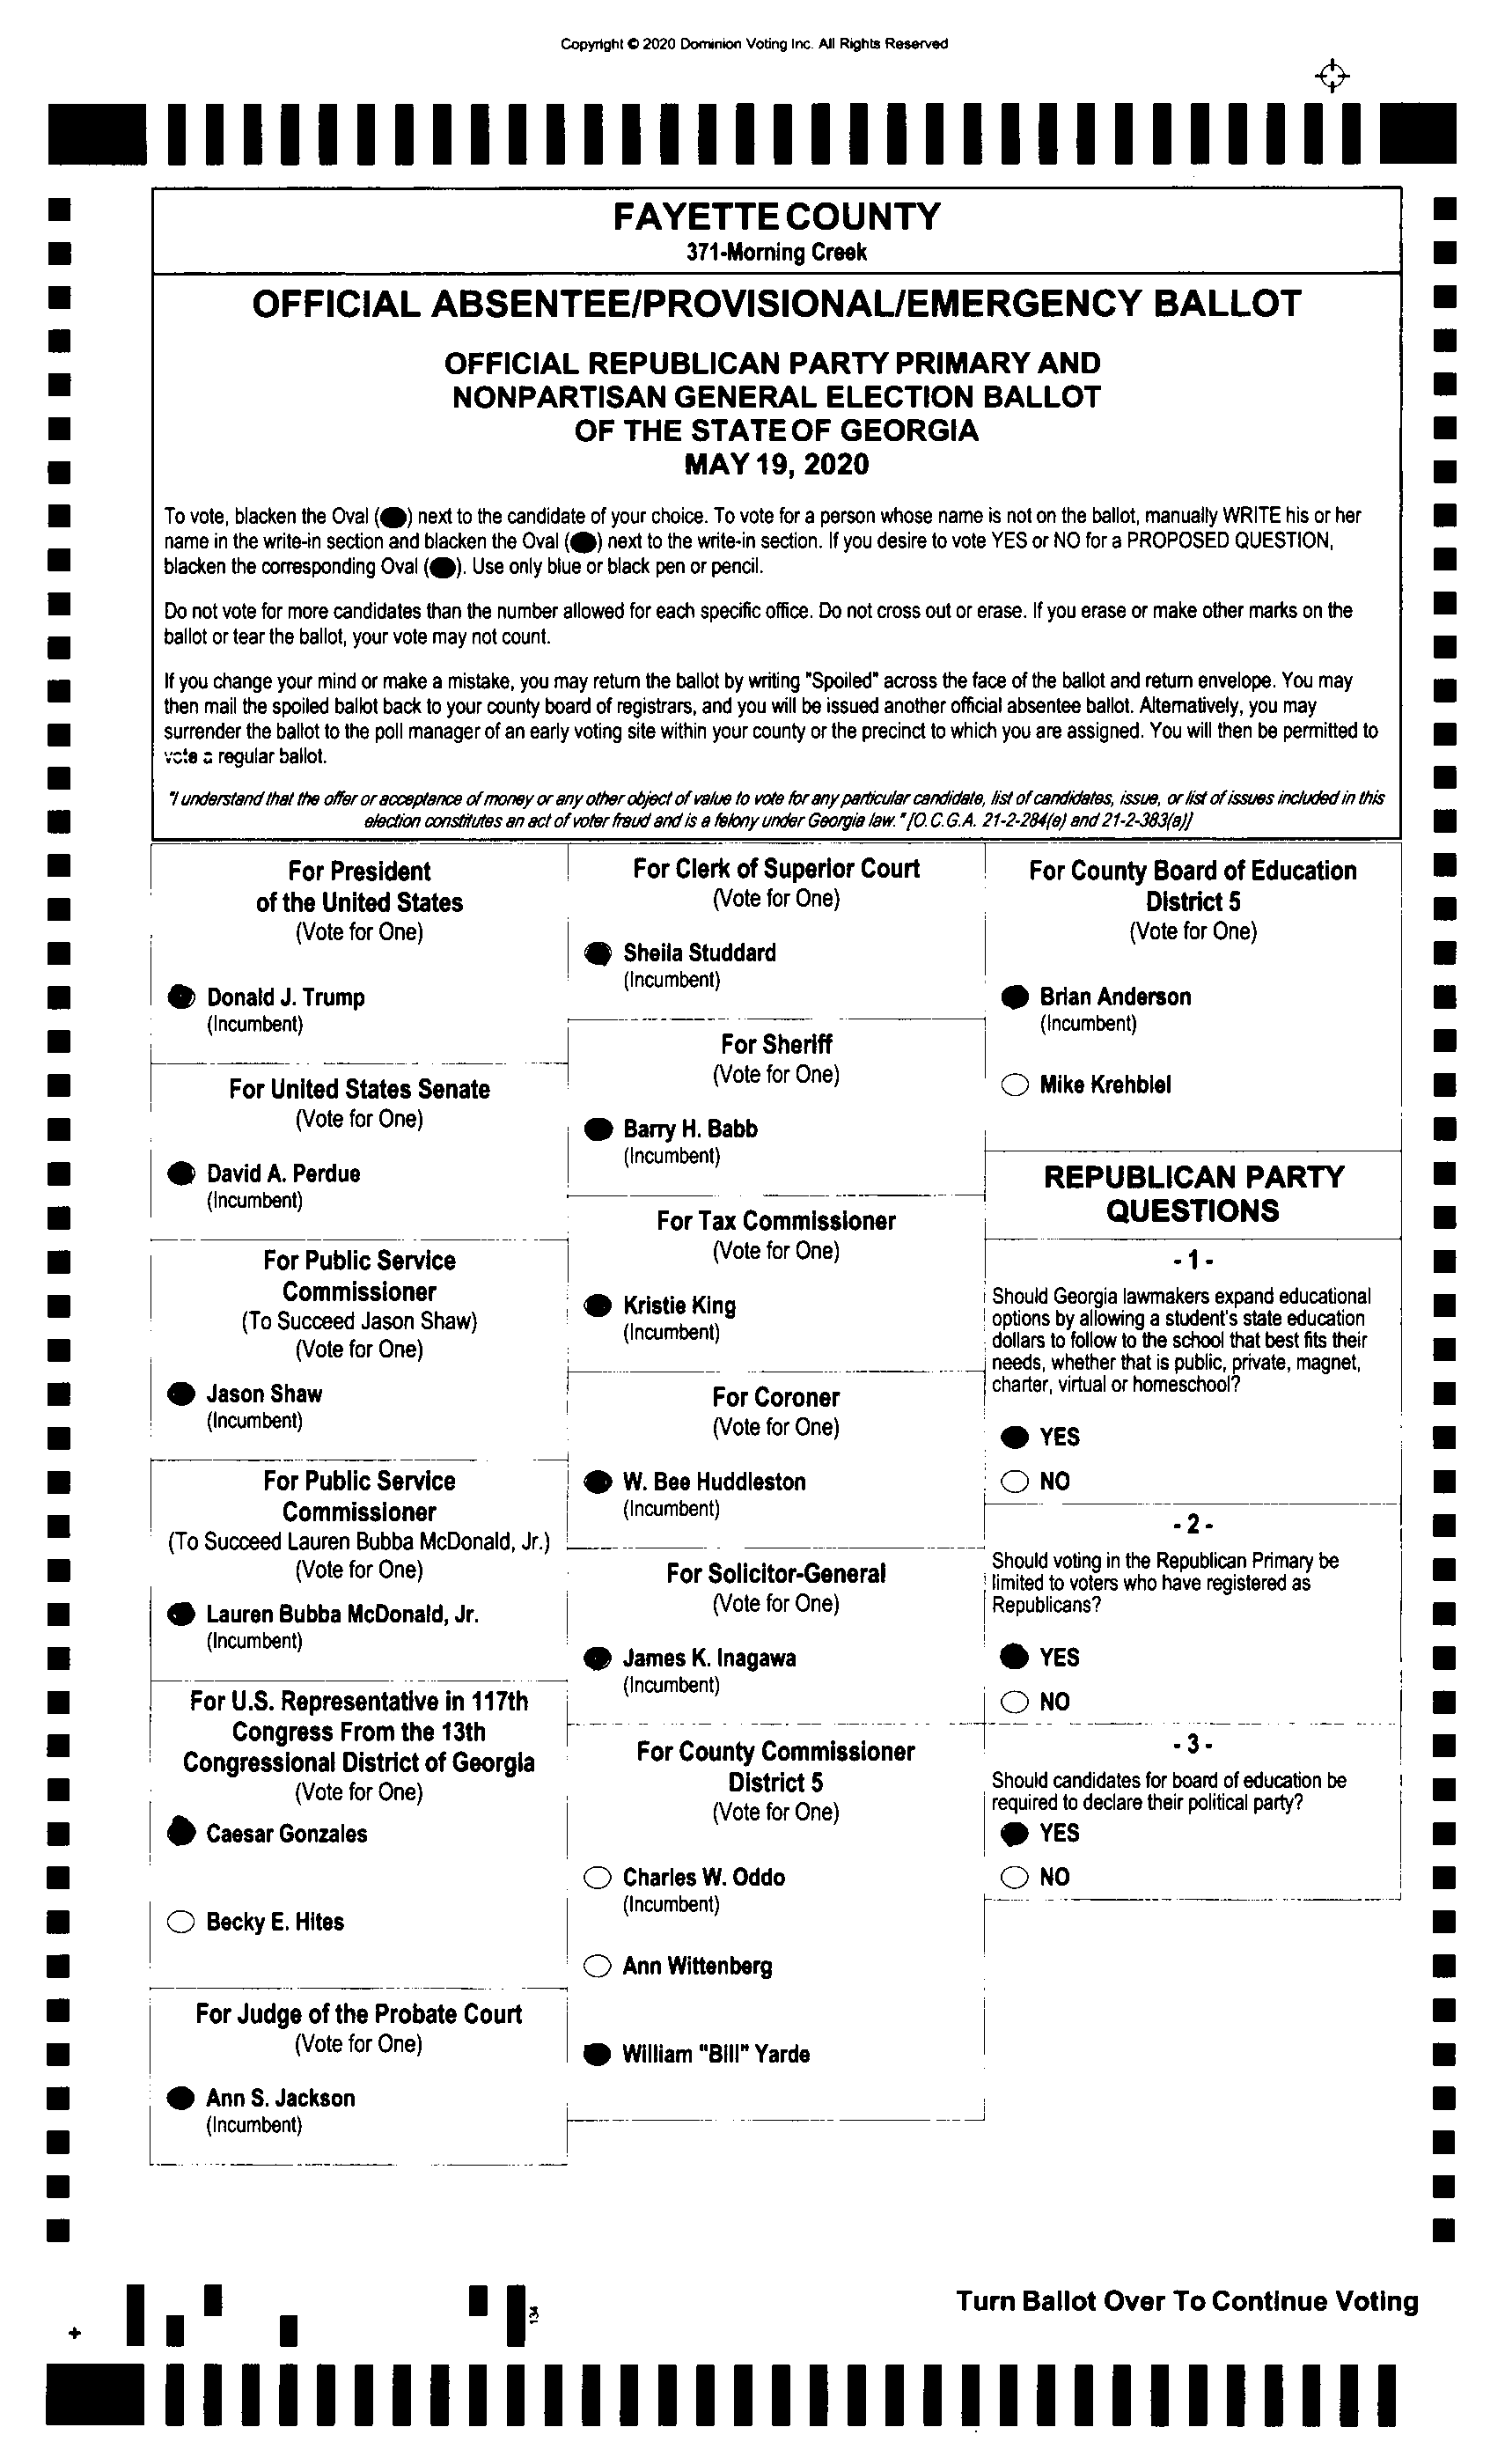 Copyright © 2020 Dominion Voting Inc. All Rights Reserved
FAYETTE COUNTY
371-Morning Creek
OFFICIAL ABSENTEE/PROVISIONAL/EMERGENCY BALLOT
OFFICIAL REPUBLICAN PARTY PRIMARY AND
NONPARTISAN GENERAL ELECTION BALLOT
OF THE STATE OF GEORGIA
MAY 19, 2020
To vote, blacken the Oval (●) next to the candidate of your choice. To vote for a person whose name is not on the ballot, manually WRITE his or her
name in the write-in section and blacken the Oval (●) next to the write-in section. If you desire to vote YES or NO for a PROPOSED QUESTION,
blacken the corresponding Oval (●). Use only blue or black pen or pencil.
Do not vote for more candidates than the number allowed for each specific office. Do not cross out or erase. If you erase or make other marks on the
ballot or tear the ballot, your vote may not count.
If you change your mind or make a mistake, you may return the ballot by writing "Spoiled" across the face of the ballot and return envelope. You may
then mail the spoiled ballot back to your county board of registrars, and you will be issued another official absentee ballot. Alternatively, you may
surrender the ballot to the poll manager of an early voting site within your county or the precinct to which you are assigned. You will then be permitted to
vote a regular ballot.
"I understand that the offer or acceptance of money or any other object of value to vote for any particular candidate, list of candidates, issue, or list of issues included in this
election constitutes an act of voter fraud and is a felony under Georgia law." [O.C.G.A. 21-2-284(e) and 21-2-383(a)]
For President
of the United States
(Vote for One)
Donald J. Trump
(Incumbent)
For United States Senate
(Vote for One)
David A. Perdue
(Incumbent)
For Public Service
Commissioner
(To Succeed Jason Shaw)
(Vote for One)
Jason Shaw
(Incumbent)
For Public Service
Commissioner
(To Succeed Lauren Bubba McDonald, Jr.)
(Vote for One)
Lauren Bubba McDonald, Jr.
(Incumbent)
For U.S. Representative in 117th
Congress From the 13th
Congressional District of Georgia
(Vote for One)
Caesar Gonzales
Becky E. Hites
For Judge of the Probate Court
(Vote for One)
Ann S. Jackson
(Incumbent)
For Clerk of Superior Court
(Vote for One)
Sheila Studdard
(Incumbent)
For Sheriff
(Vote for One)
Barry H. Babb
(Incumbent)
For Tax Commissioner
(Vote for One)
Kristie King
(Incumbent)
For Coroner
(Vote for One)
W. Bee Huddleston
(Incumbent)
For Solicitor-General
(Vote for One)
James K. Inagawa
(Incumbent)
For County Commissioner
District 5
(Vote for One)
Charles W. Oddo
(Incumbent)
Ann Wittenberg
William "Bill" Yarde
For County Board of Education
District 5
(Vote for One)
Brian Anderson
(Incumbent)
Mike Krehbiel
REPUBLICAN PARTY
QUESTIONS
- 1 -
Should Georgia lawmakers expand educational
options by allowing a student's state education
dollars to follow to the school that best fits their
needs, whether that is public, private, magnet,
charter, virtual or homeschool?
YES
NO
- 2 -
Should voting in the Republican Primary be
limited to voters who have registered as
Republicans?
YES
NO
- 3 -
Should candidates for board of education be
required to declare their political party?
YES
NO
134
Turn Ballot Over To Continue Voting